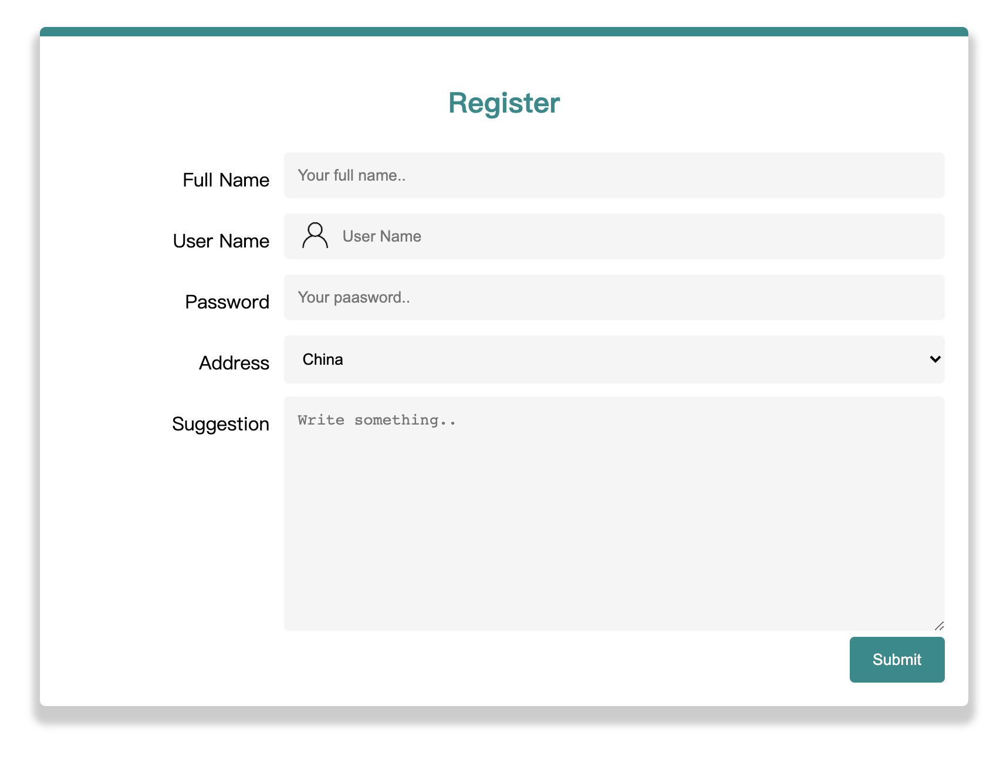 Register
Full Name
Your full name..
User Name
User Name
Password
Your paasword..
Address
China
Suggestion
Write something..
Submit